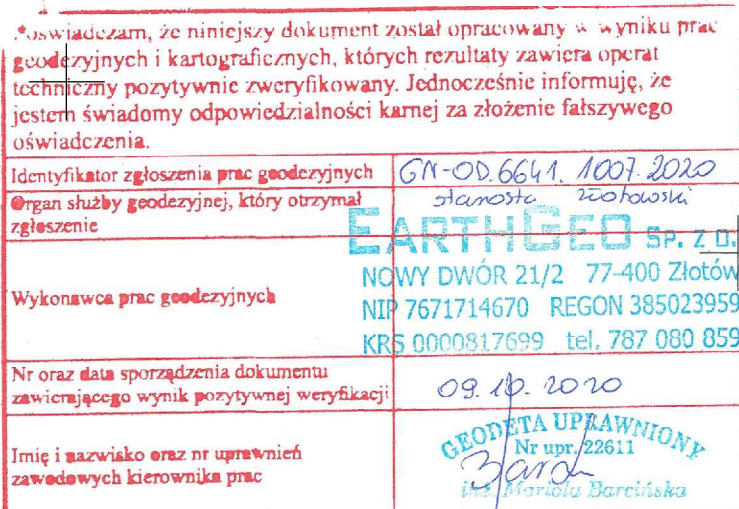 Poświadczam, że niniejszy dokument został opracowany w wyniku prac
geodezyjnych i kartograficznych, których rezultaty zawiera operat
techniczny pozytywnie zweryfikowany. Jednocześnie informuję, że
jestem świadomy odpowiedzialności karnej za złożenie fałszywego
oświadczenia.
Identyfikator zgłoszenia prac geodezyjnych GN-OD.6641.1007.2020
Organ służby geodezyjnej, który otrzymał
zgłoszenie
starosta złotowski
Wykonawca prac geodezyjnych
EARTHGEO SP. Z O.
NOWY DWÓR 21/2 77-400 Złotów
NIP 7671714670 REGON 385023959
KRS 0000817699 tel. 787 080 859
Nr oraz data sporządzenia dokumentu
zawierającego wynik pozytywnej weryfikacji
09.10.2020
Imię i nazwisko oraz nr uprawnień
zawodowych kierownika prac
GEODETA UPRAWNIONY
Nr upr. 22611
inż. Mariola Barcińska